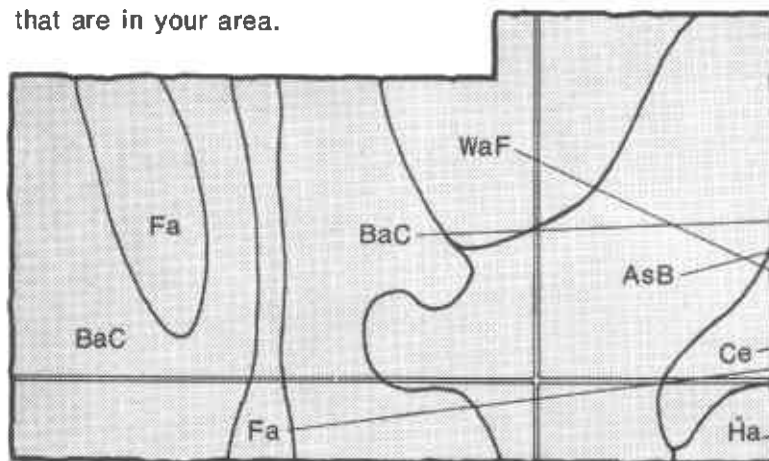 that are in your area.
WaF
Fa
BaC
AsB
BaC
Ce
Fa
Ha